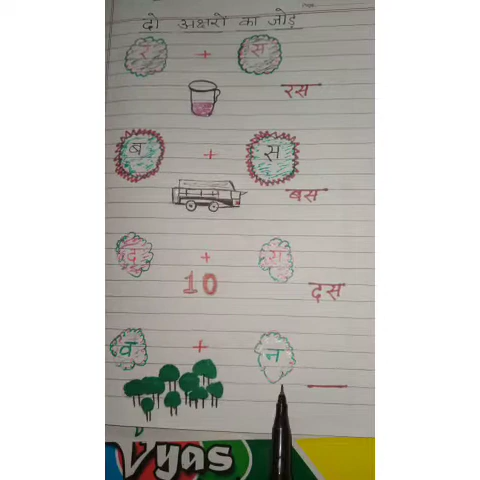 दो अक्षरो का जोड़
र + स
रस
ब + स
बस
द + स
10
दस
व + न
Vyas